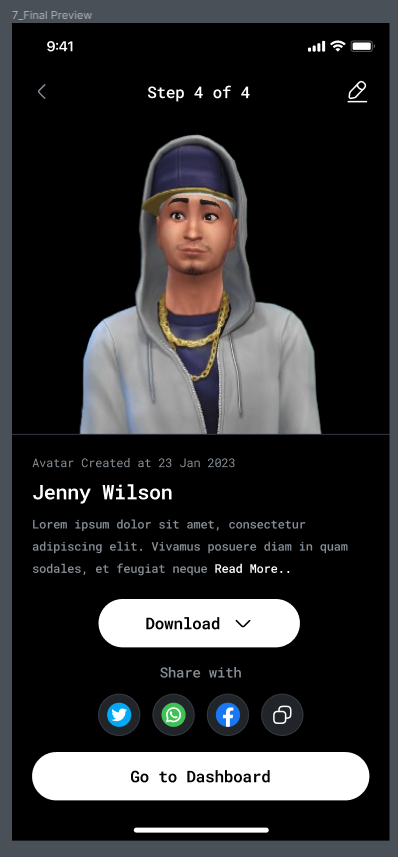 7_Final Preview
9:41
Step 4 of 4
Avatar Created at 23 Jan 2023
Jenny Wilson
Lorem ipsum dolor sit amet, consectetur
adipiscing elit. Vivamus posuere diam in quam
sodales, et feugiat neque Read More..
Download
Share with
Go to Dashboard